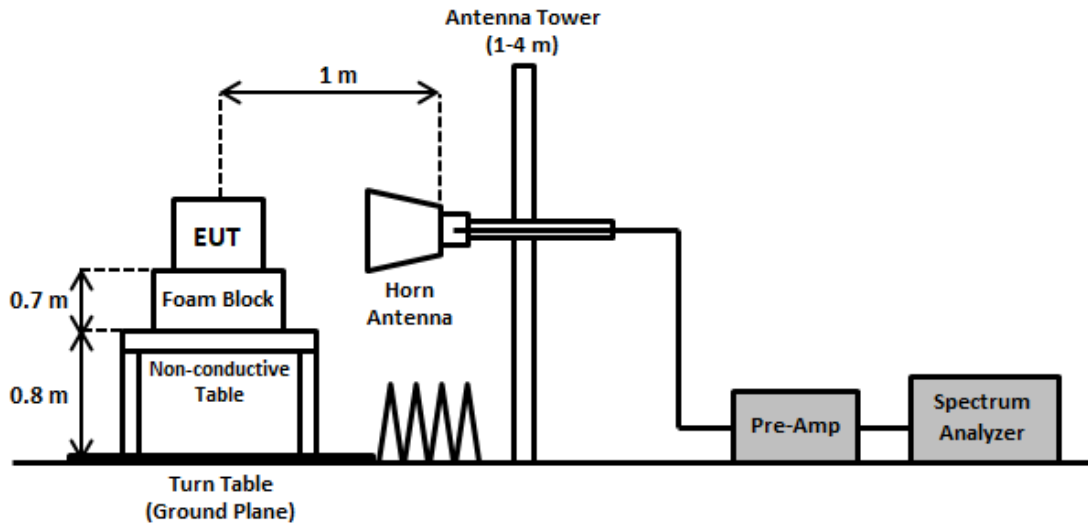 Antenna Tower
(1-4 m)
1 m
EUT
0.7 m
Foam Block
Horn
Antenna
0.8 m
Non-conductive
Table
Pre-Amp
Spectrum
Analyzer
Turn Table
(Ground Plane)